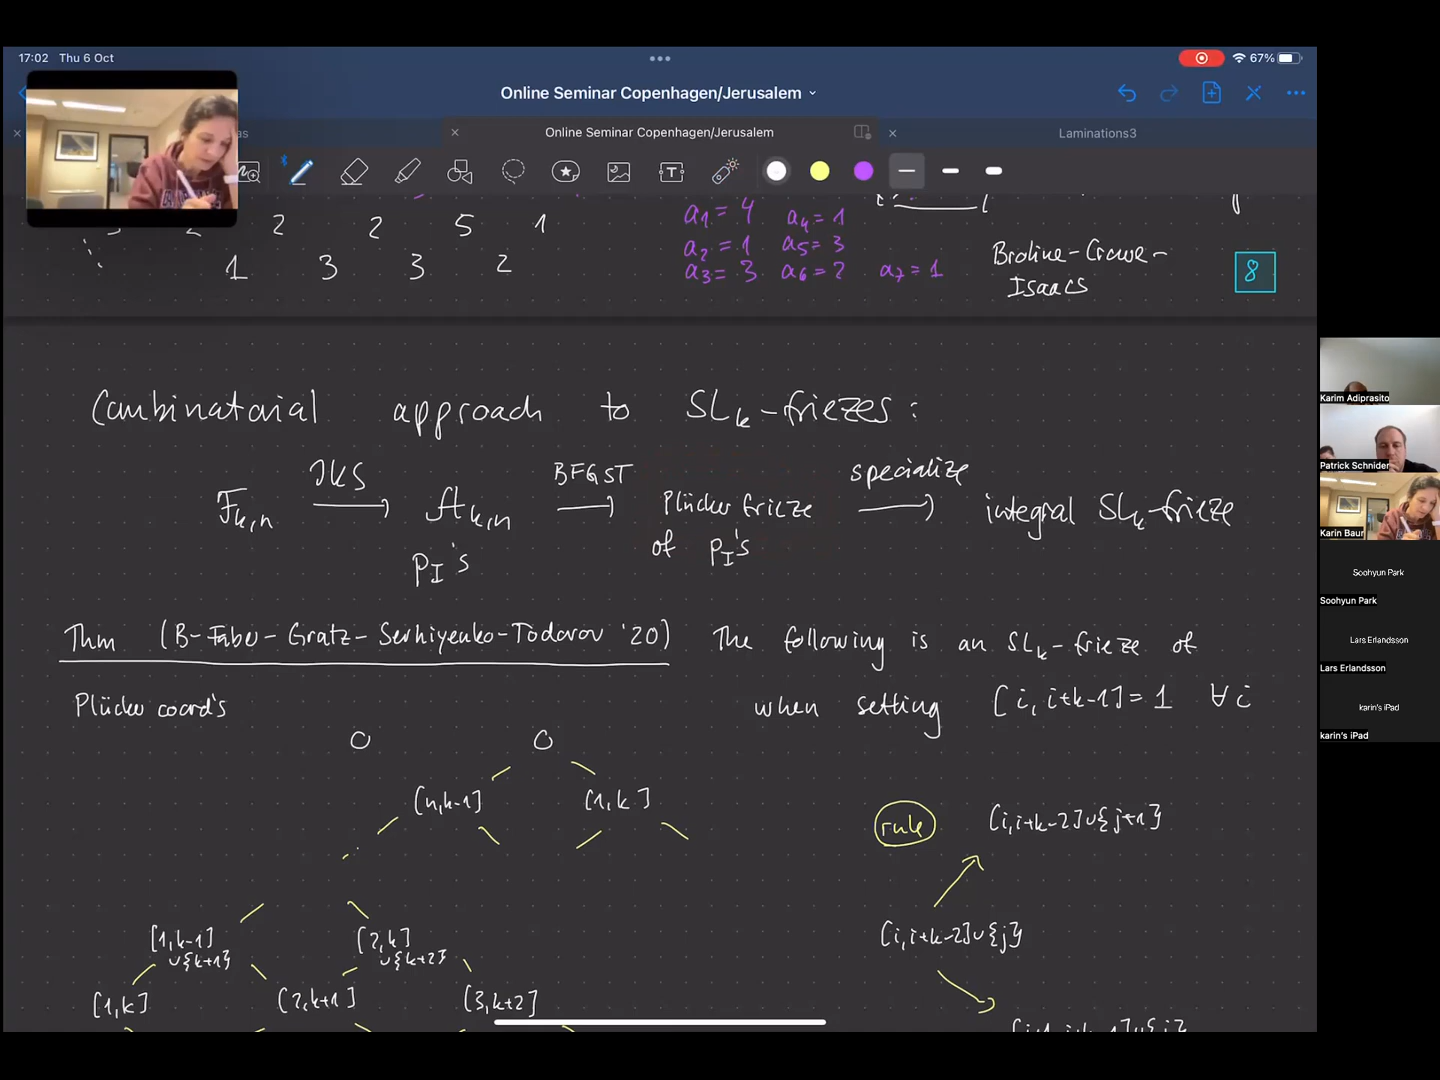 17:02 Thu 6 Oct
67%
Online Seminar Copenhagen/Jerusalem
Online Seminar Copenhagen/Jerusalem
Laminations3
2 2 5 1
1 3 3 2
a₁ = 4 a₄ = 1
a₂ = 1 a₅ = 3
a₃ = 3 a₆ = 2 a₇ = 1
Broline-Crowe-
Isaacs
8
Combinatorial approach to SLₖ-friezes:
JKS BFGST specialize
Fₖ,ₙ → Aₖ,ₙ → Plücker frieze → integral SLₖ-frieze
p_I's of p_I's
Thm (B-Faber-Gratz-Serhiyenko-Todorov '20) The following is an SLₖ-frieze of
Plücker coord's when setting [i, i+k-1] = 1 ∀i
0 0
[n,k-1] [1,k]
rule [i,i+k-2]∪{j+1}
[i,i+k-2]∪{j}
[1,k-1] [2,k]
∪{k+1} ∪{k+2}
[1,k] [2,k+1] [3,k+2]
Karim Adiprasito
Patrick Schnider
Karin Baur
Soohyun Park
Soohyun Park
Lars Erlandsson
Lars Erlandsson
karin's iPad
karin's iPad